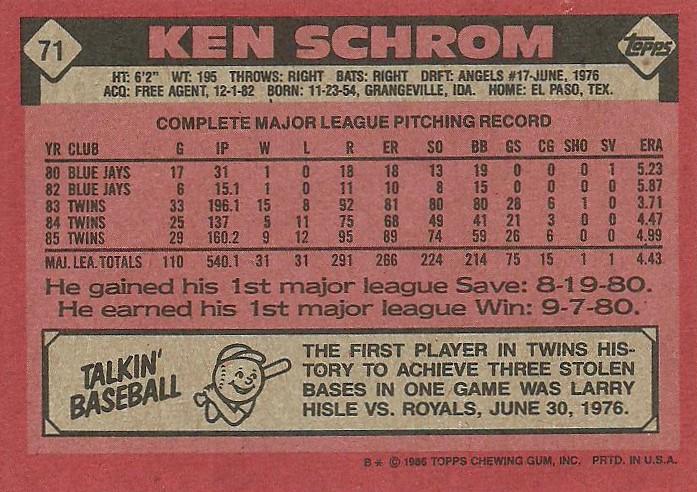 71 KEN SCHROM Topps
HT: 6'2" WT: 195 THROWS: RIGHT BATS: RIGHT DRFT: ANGELS #17-JUNE, 1976
ACQ: FREE AGENT, 12-1-82 BORN: 11-23-54, GRANGEVILLE, IDA. HOME: EL PASO, TEX.
COMPLETE MAJOR LEAGUE PITCHING RECORD
YR CLUB G IP W L R ER SO BB GS CG SHO SV ERA
80 BLUE JAYS 17 31 1 0 18 18 13 19 0 0 0 1 5.23
82 BLUE JAYS 6 15.1 1 0 11 10 8 15 0 0 0 0 5.87
83 TWINS 33 196.1 15 8 92 81 80 80 28 6 1 0 3.71
84 TWINS 25 137 5 11 75 68 49 41 21 3 0 0 4.47
85 TWINS 29 160.2 9 12 95 89 74 59 26 6 0 0 4.99
MAJ. LEA. TOTALS 110 540.1 31 31 291 266 224 214 75 15 1 1 4.43
He gained his 1st major league Save: 8-19-80.
He earned his 1st major league Win: 9-7-80.
TALKIN'
BASEBALL
THE FIRST PLAYER IN TWINS HIS-
TORY TO ACHIEVE THREE STOLEN
BASES IN ONE GAME WAS LARRY
HISLE VS. ROYALS, JUNE 30, 1976.
B* © 1986 TOPPS CHEWING GUM, INC. PRTD. IN U.S.A.